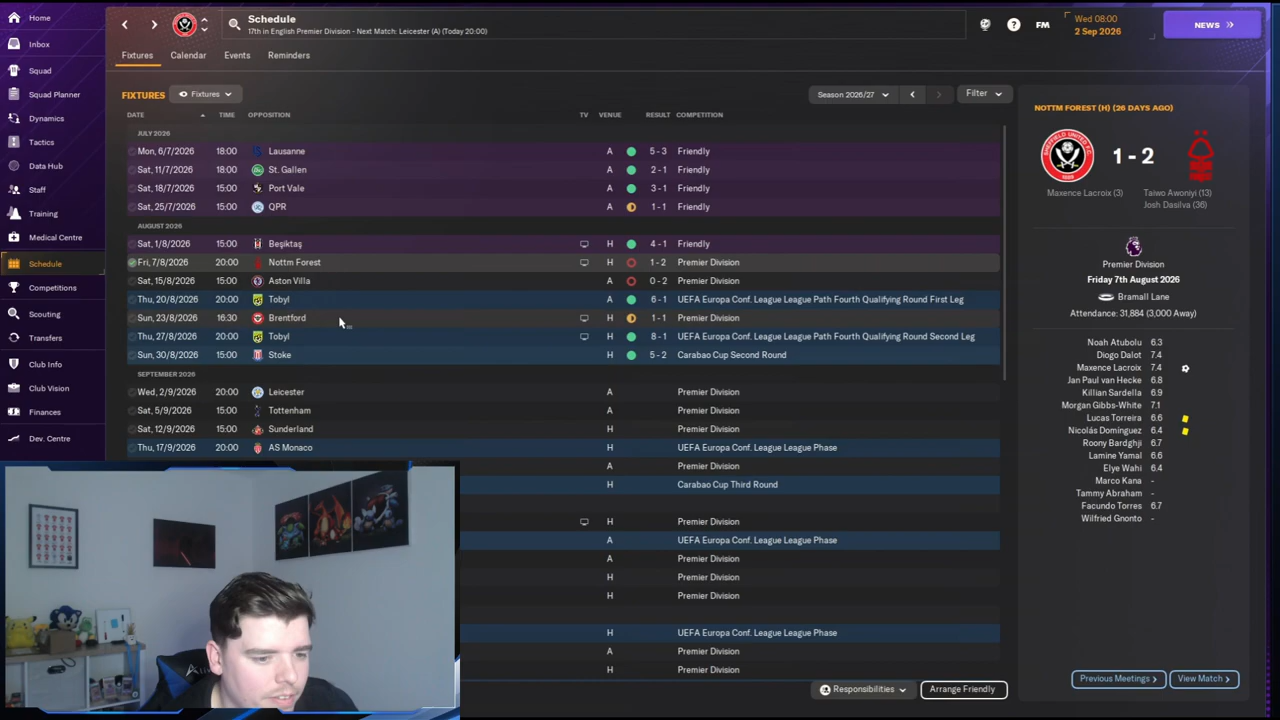 Home
Schedule
17th in English Premier Division - Next Match: Leicester (A) (Today 20:00)
FM
Wed 08:00
2 Sep 2026
NEWS
Inbox
Squad
Squad Planner
Dynamics
Tactics
Data Hub
Staff
Training
Medical Centre
Schedule
Competitions
Scouting
Transfers
Club Info
Club Vision
Finances
Dev. Centre
Fixtures Calendar Events Reminders
FIXTURES Fixtures Season 2026/27 Filter
DATE TIME OPPOSITION TV VENUE RESULT COMPETITION
JULY 2026
Mon, 6/7/2026 18:00 Lausanne A 5 - 3 Friendly
Sat, 11/7/2026 18:00 St. Gallen A 2 - 1 Friendly
Sat, 18/7/2026 15:00 Port Vale A 3 - 1 Friendly
Sat, 25/7/2026 15:00 QPR A 1 - 1 Friendly
AUGUST 2026
Sat, 1/8/2026 15:00 Beşiktaş H 4 - 1 Friendly
Fri, 7/8/2026 20:00 Nottm Forest H 1 - 2 Premier Division
Sat, 15/8/2026 15:00 Aston Villa A 0 - 2 Premier Division
Thu, 20/8/2026 20:00 Tobyl A 6 - 1 UEFA Europa Conf. League League Path Fourth Qualifying Round First Leg
Sun, 23/8/2026 16:30 Brentford H 1 - 1 Premier Division
Thu, 27/8/2026 20:00 Tobyl H 8 - 1 UEFA Europa Conf. League League Path Fourth Qualifying Round Second Leg
Sun, 30/8/2026 15:00 Stoke H 5 - 2 Carabao Cup Second Round
SEPTEMBER 2026
Wed, 2/9/2026 20:00 Leicester A Premier Division
Sat, 5/9/2026 15:00 Tottenham A Premier Division
Sat, 12/9/2026 15:00 Sunderland H Premier Division
Thu, 17/9/2026 20:00 AS Monaco H UEFA Europa Conf. League League Phase
A Premier Division
H Carabao Cup Third Round
H Premier Division
A UEFA Europa Conf. League League Phase
A Premier Division
H Premier Division
H Premier Division
H UEFA Europa Conf. League League Phase
A Premier Division
H Premier Division
Responsibilities Arrange Friendly
NOTTM FOREST (H) (26 DAYS AGO)
1 - 2
Maxence Lacroix (3) Taiwo Awoniyi (13)
Josh Dasilva (36)
Premier Division
Friday 7th August 2026
Bramall Lane
Attendance: 31,884 (3,000 Away)
Noah Atubolu 6.3
Diogo Dalot 7.4
Maxence Lacroix 7.4
Jan Paul van Hecke 6.8
Killian Sardella 6.9
Morgan Gibbs-White 7.1
Lucas Torreira 6.6
Nicolás Domínguez 6.4
Roony Bardghji 6.7
Lamine Yamal 6.6
Elye Wahi 6.4
Marco Kana -
Tammy Abraham -
Facundo Torres 6.7
Wilfried Gnonto -
Previous Meetings View Match